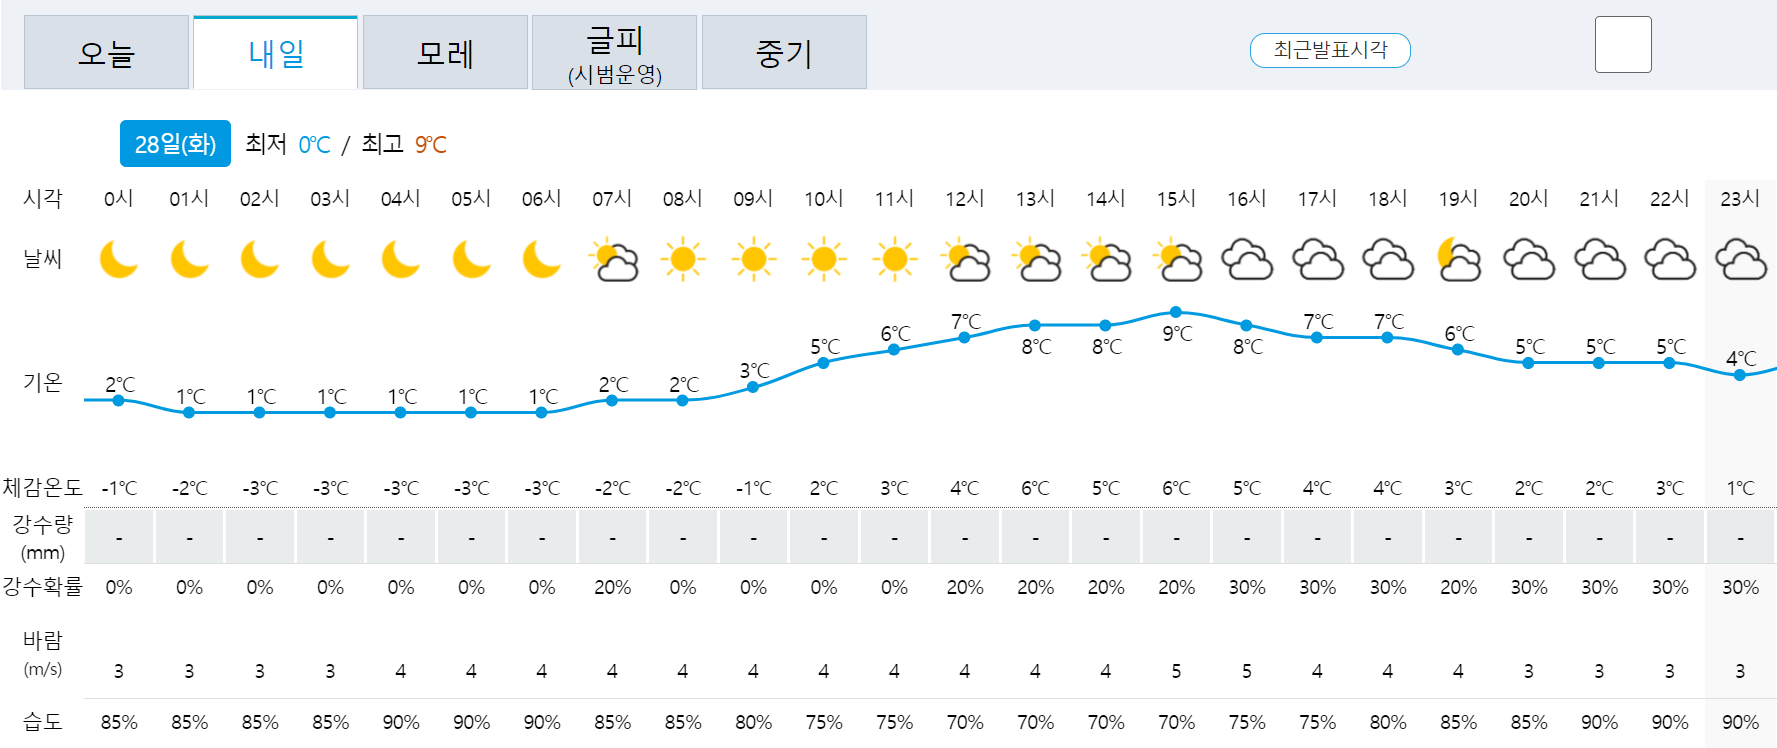 오늘 내일 모레 글피 중기 최근발표시각
(시범운영)
28일(화) 최저 0℃ / 최고 9℃
시각 0시 01시 02시 03시 04시 05시 06시 07시 08시 09시 10시 11시 12시 13시 14시 15시 16시 17시 18시 19시 20시 21시 22시 23시
날씨
기온 2℃ 1℃ 1℃ 1℃ 1℃ 1℃ 1℃ 2℃ 2℃ 3℃ 5℃ 6℃ 7℃ 8℃ 8℃ 9℃ 8℃ 7℃ 7℃ 6℃ 5℃ 5℃ 5℃ 4℃
체감온도 -1℃ -2℃ -3℃ -3℃ -3℃ -3℃ -3℃ -2℃ -2℃ -1℃ 2℃ 3℃ 4℃ 6℃ 5℃ 6℃ 5℃ 4℃ 4℃ 3℃ 2℃ 2℃ 3℃ 1℃
강수량
(mm) - - - - - - - - - - - - - - - - - - - - - - - -
강수확률 0% 0% 0% 0% 0% 0% 0% 20% 0% 0% 0% 0% 20% 20% 20% 20% 30% 30% 30% 20% 30% 30% 30% 30%
바람
(m/s) 3 3 3 3 4 4 4 4 4 4 4 4 4 4 4 5 5 4 4 4 3 3 3 3
습도 85% 85% 85% 85% 90% 90% 90% 85% 85% 80% 75% 75% 70% 70% 70% 70% 75% 75% 80% 85% 85% 90% 90% 90%